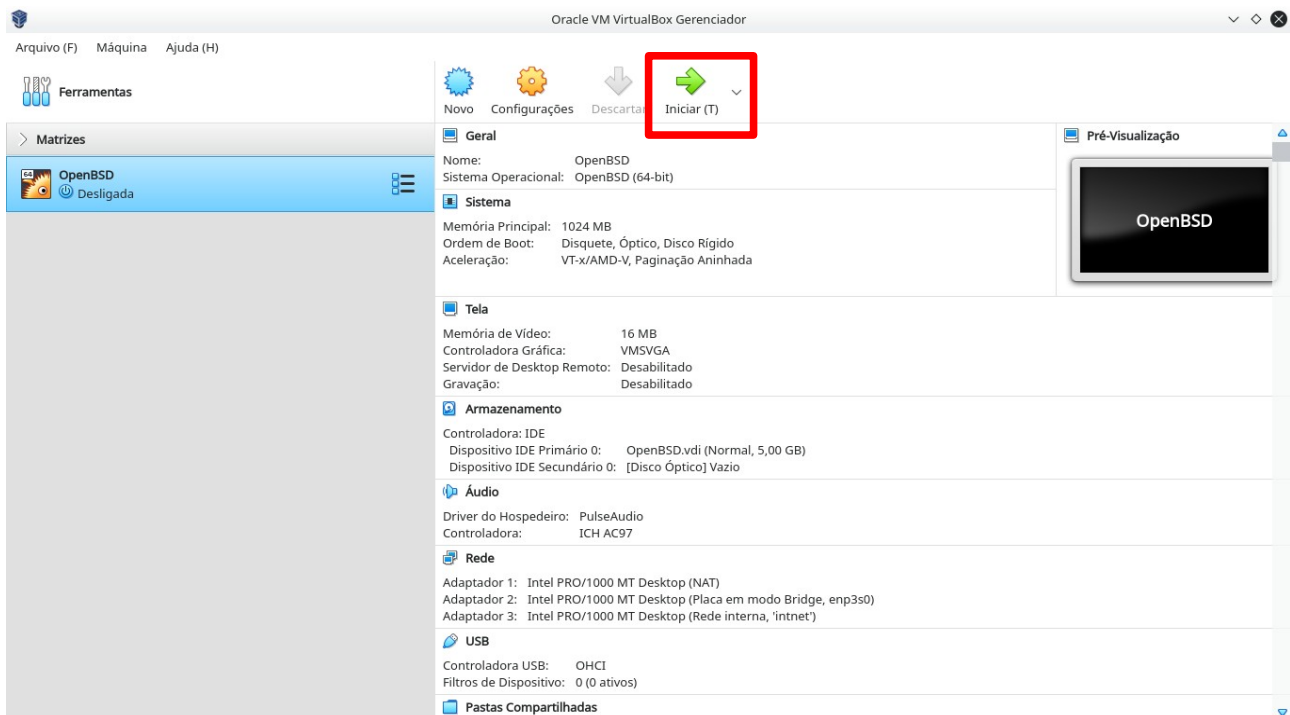 Oracle VM VirtualBox Gerenciador
Arquivo (F) Máquina Ajuda (H)
Ferramentas
Novo Configurações Descartar Iniciar (T)
Matrizes
64
OpenBSD
Desligada
Geral
Nome: OpenBSD
Sistema Operacional: OpenBSD (64-bit)
Pré-Visualização
OpenBSD
Sistema
Memória Principal: 1024 MB
Ordem de Boot: Disquete, Óptico, Disco Rígido
Aceleração: VT-x/AMD-V, Paginação Aninhada
Tela
Memória de Vídeo: 16 MB
Controladora Gráfica: VMSVGA
Servidor de Desktop Remoto: Desabilitado
Gravação: Desabilitado
Armazenamento
Controladora: IDE
Dispositivo IDE Primário 0: OpenBSD.vdi (Normal, 5,00 GB)
Dispositivo IDE Secundário 0: [Disco Óptico] Vazio
Áudio
Driver do Hospedeiro: PulseAudio
Controladora: ICH AC97
Rede
Adaptador 1: Intel PRO/1000 MT Desktop (NAT)
Adaptador 2: Intel PRO/1000 MT Desktop (Placa em modo Bridge, enp3s0)
Adaptador 3: Intel PRO/1000 MT Desktop (Rede interna, 'intnet')
USB
Controladora USB: OHCI
Filtros de Dispositivo: 0 (0 ativos)
Pastas Compartilhadas